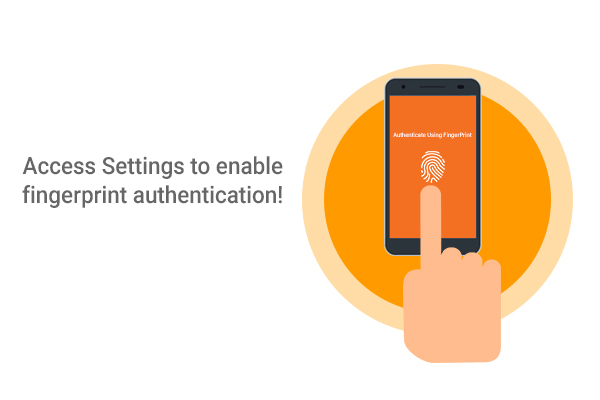 Access Settings to enable
fingerprint authentication!
Authenticate Using FingerPrint